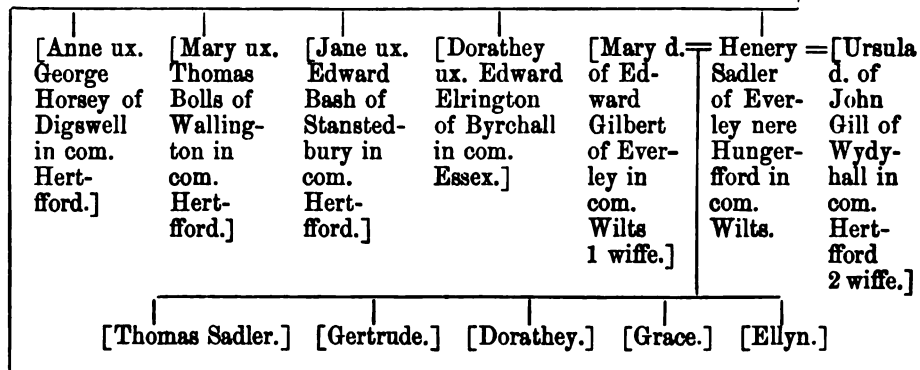 [Anne ux.
George
Horsey of
Digswell
in com.
Hert-
fford.]
[Mary ux.
Thomas
Bolls of
Walling-
ton in
com.
Hert-
fford.]
[Jane ux.
Edward
Bash of
Stansted-
bury in
com.
Hert-
fford.]
[Dorathey
ux. Edward
Elrington
of Byrchall
in com.
Essex.]
[Mary d.
of Ed-
ward
Gilbert
of Ever-
ley in
com.
Wilts
1 wiffe.]
= Henery =
Sadler
of Ever-
ley nere
Hunger-
fford in
com.
Wilts.
[Ursula
d. of
John
Gill of
Wydy-
hall in
com.
Hert-
fford
2 wiffe.]
[Thomas Sadler.] [Gertrude.] [Dorathey.] [Grace.] [Ellyn.]